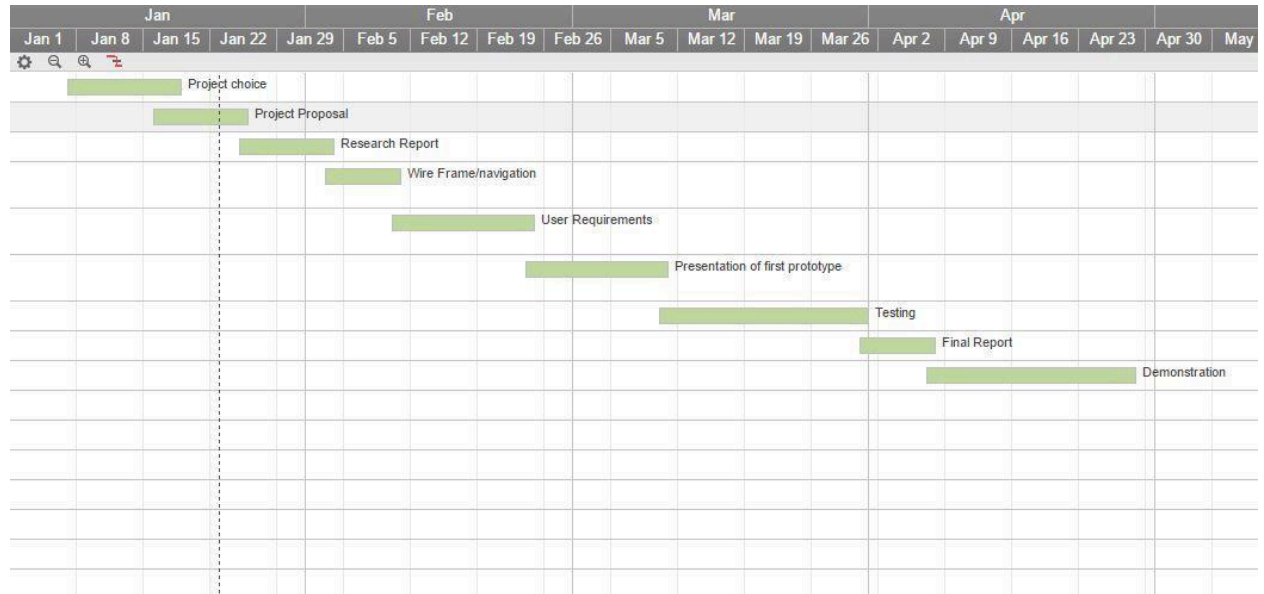 Jan Feb Mar Apr
Jan 1 Jan 8 Jan 15 Jan 22 Jan 29 Feb 5 Feb 12 Feb 19 Feb 26 Mar 5 Mar 12 Mar 19 Mar 26 Apr 2 Apr 9 Apr 16 Apr 23 Apr 30 May
Project choice
Project Proposal
Research Report
Wire Frame/navigation
User Requirements
Presentation of first prototype
Testing
Final Report
Demonstration